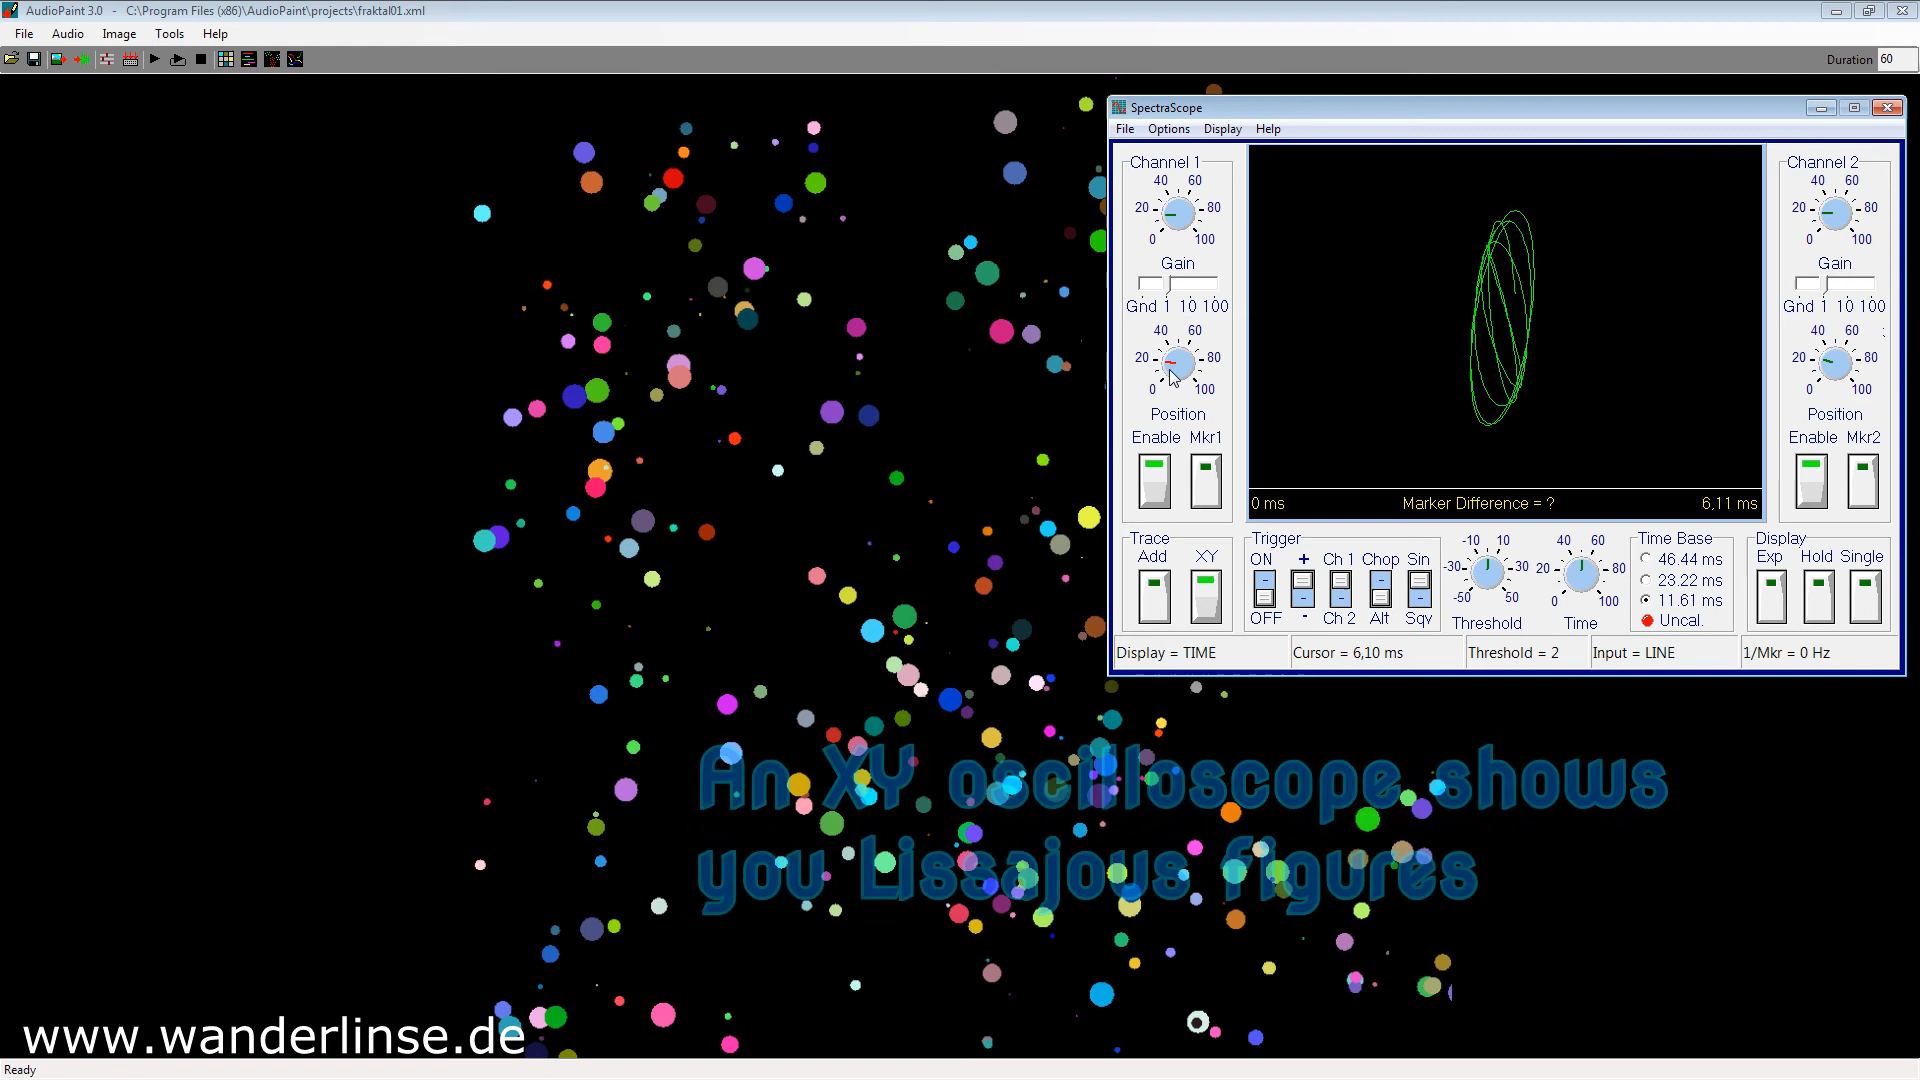 AudioPaint 3.0 - C:\Program Files (x86)\AudioPaint\projects\fraktal01.xml
File Audio Image Tools Help
Duration 60
SpectraScope
File Options Display Help
Channel 1
40 60
20 80
0 100
Gain
Gnd 1 10 100
40 60
20 80
0 100
Position
Enable Mkr1
0 ms Marker Difference = ? 6,11 ms
Channel 2
40 60
20 80
0 100
Gain
Gnd 1 10 100
40 60
20 80
0 100
Position
Enable Mkr2
Trace
Add XY
Trigger
ON + Ch 1 Chop Sin
OFF - Ch 2 Alt Sqv
-10 10
-30 30
-50 50
Threshold
40 60
20 80
0 100
Time
Time Base
46.44 ms
23.22 ms
11.61 ms
Uncal.
Display
Exp Hold Single
Display = TIME Cursor = 6,10 ms Threshold = 2 Input = LINE 1/Mkr = 0 Hz
An XY oscilloscope shows
you Lissajous figures
www.wanderlinse.de
Ready